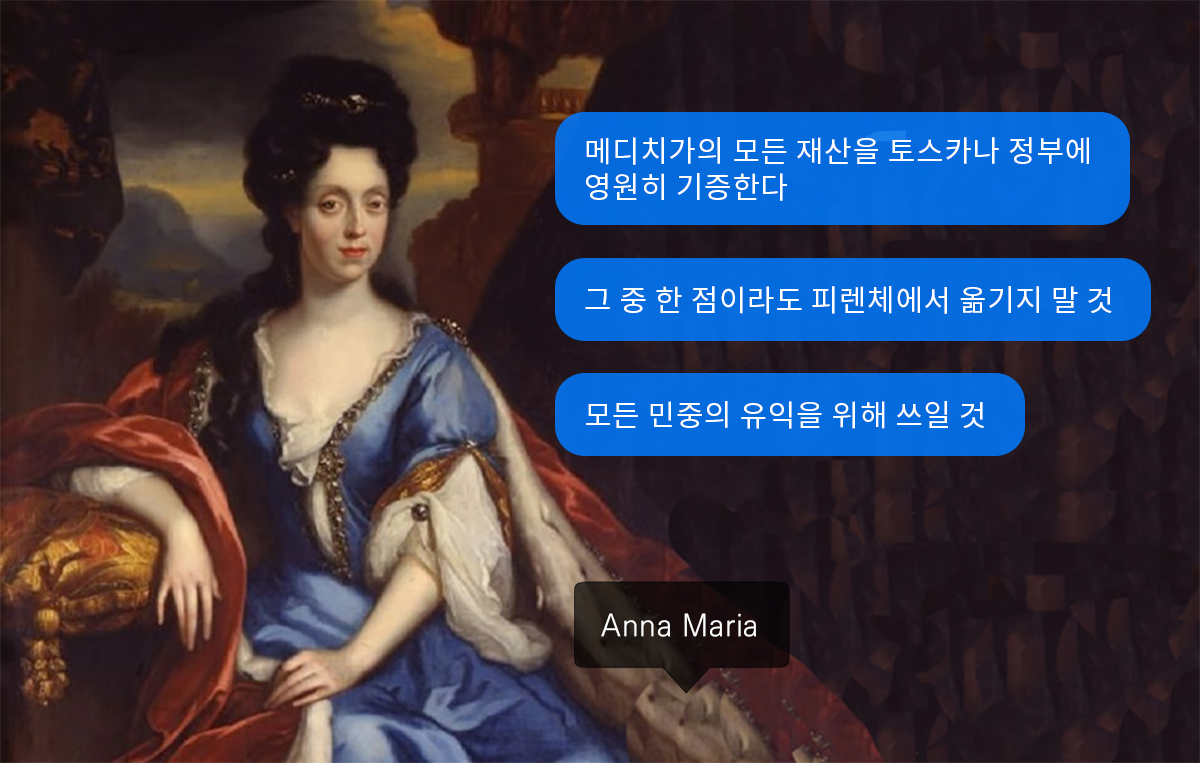 메디치가의 모든 재산을 토스카나 정부에
영원히 기증한다
그 중 한 점이라도 피렌체에서 옮기지 말 것
모든 민중의 유익을 위해 쓰일 것
Anna Maria